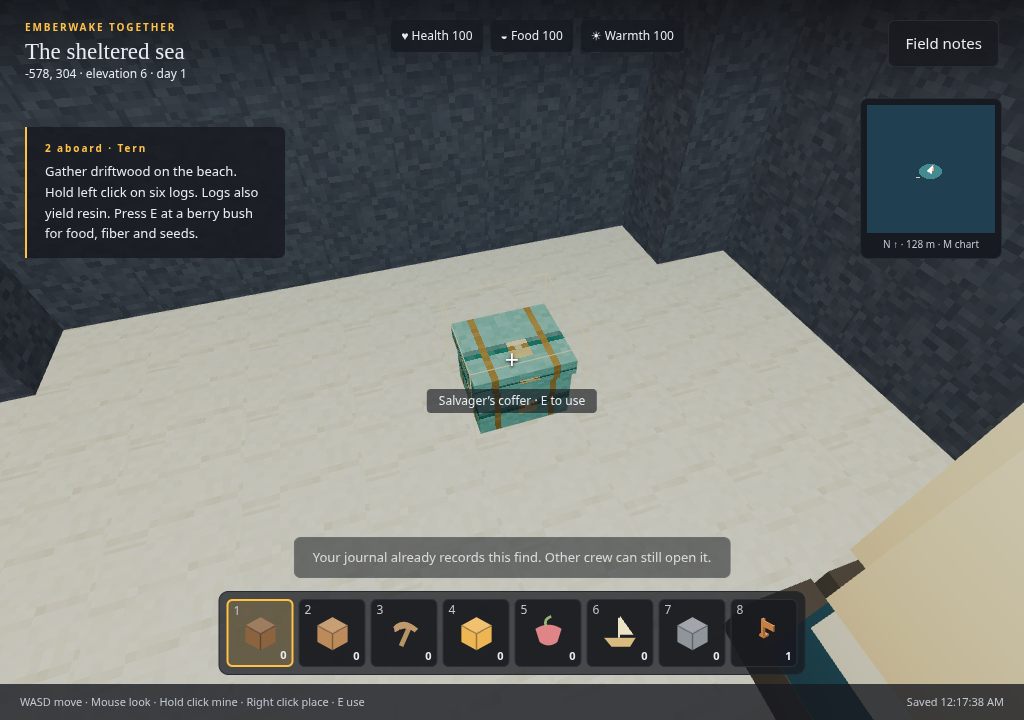 EMBERWAKE TOGETHER
The sheltered sea
-578, 304 · elevation 6 · day 1
♥ Health 100
Food 100
☀ Warmth 100
Field notes
2 aboard · Tern
Gather driftwood on the beach.
Hold left click on six logs. Logs also
yield resin. Press E at a berry bush
for food, fiber and seeds.
N ↑ · 128 m · M chart
Salvager's coffer · E to use
Your journal already records this find. Other crew can still open it.
1 0
2 0
3 0
4 0
5 0
6 0
7 0
8 1
WASD move · Mouse look · Hold click mine · Right click place · E use
Saved 12:17:38 AM